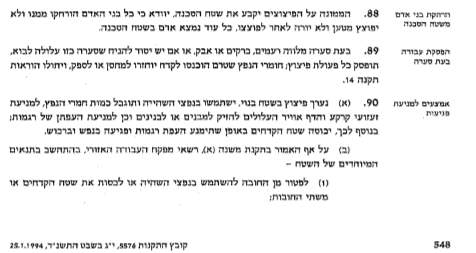 הרחקת בני אדם
משטח הסכנה
88. הממונה על הפיצוצים יקבע את שטח הסכנה, יוודא כי כל בני האדם הורחקו ממנו ולא
יפוצץ מטען ולא יורה לאחר לפוצצו, כל עוד נמצא אדם בשטח הסכנה.
הפסקת עבודה
בעת סערה
89. בעת סערה מלווה רעמים, ברקים או אבק, או אם יש יסוד להניח שסערה כזו עלולה לבוא,
תופסק כל פעולת פיצוץ; חומרי הנפץ שטרם הוכנסו לקדח יוחזרו למחסן או לספק, ויחולו הוראות
תקנה 14.
אמצעים למניעת
פגיעות
90. (א) נערך פיצוץ בשטח בנוי, ישתמשו בנפצי השהייה ותוגבל כמות חמרי הנפץ, למניעת
זעזועי קרקע והדף אוויר העלולים להזיק למבנים או לבנינים וכן למניעת העפתן של רגמות;
בנוסף לכך, יכוסה שטח הקדחים באופן שתימנע העפת רגמות ופגיעה בנפש וברכוש.
(ב) על אף האמור בתקנת משנה (א), רשאי מפקח העבודה האזורי, בהתחשב בתנאים
המיוחדים של השטח –
(1) לפטור מן החובה להשתמש בנפצי השהיה או לכסות את שטח הקדחים או
משתי החובות;
548
קובץ התקנות 5576, י"ג בשבט התשנ"ד, 25.1.1994